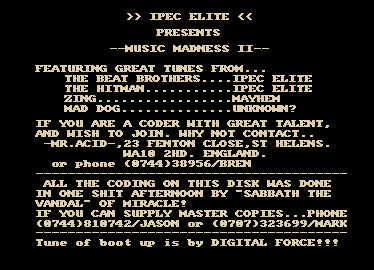 >> IPEC ELITE <<
PRESENTS
--MUSIC MADNESS II--
FEATURING GREAT TUNES FROM...
THE BEAT BROTHERS....IPEC ELITE
THE HITMAN...........IPEC ELITE
ZING.................MAYHEM
MAD DOG..............UNKNOWN?
IF YOU ARE A CODER WITH GREAT TALENT,
AND WISH TO JOIN. WHY NOT CONTACT..
-MR.ACID-,23 FENTON CLOSE,ST HELENS.
WA10 2HD. ENGLAND.
or phone (0744)38956/BREN
ALL THE CODING ON THIS DISK WAS DONE
IN ONE SHIT AFTERNOON BY "SABBATH THE
VANDAL" OF MIRACLE!
IF YOU CAN SUPPLY MASTER COPIES...PHONE
(0744)810742/JASON or (0707)323699/MARK
Tune of boot up is by DIGITAL FORCE!!!